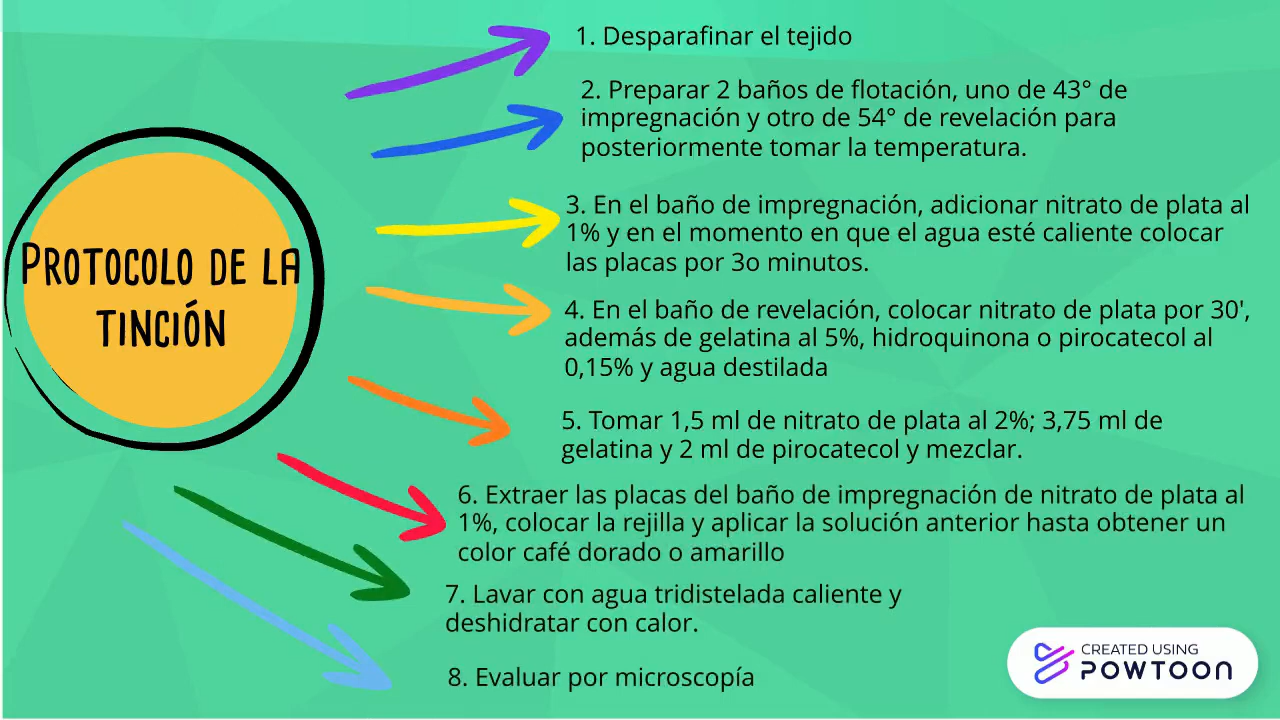 PROTOCOLO DE LA
TINCIÓN
1. Desparafinar el tejido
2. Preparar 2 baños de flotación, uno de 43° de
impregnación y otro de 54° de revelación para
posteriormente tomar la temperatura.
3. En el baño de impregnación, adicionar nitrato de plata al
1% y en el momento en que el agua esté caliente colocar
las placas por 3o minutos.
4. En el baño de revelación, colocar nitrato de plata por 30',
además de gelatina al 5%, hidroquinona o pirocatecol al
0,15% y agua destilada
5. Tomar 1,5 ml de nitrato de plata al 2%; 3,75 ml de
gelatina y 2 ml de pirocatecol y mezclar.
6. Extraer las placas del baño de impregnación de nitrato de plata al
1%, colocar la rejilla y aplicar la solución anterior hasta obtener un
color café dorado o amarillo
7. Lavar con agua tridistelada caliente y
deshidratar con calor.
8. Evaluar por microscopía
CREATED USING
POWTOON